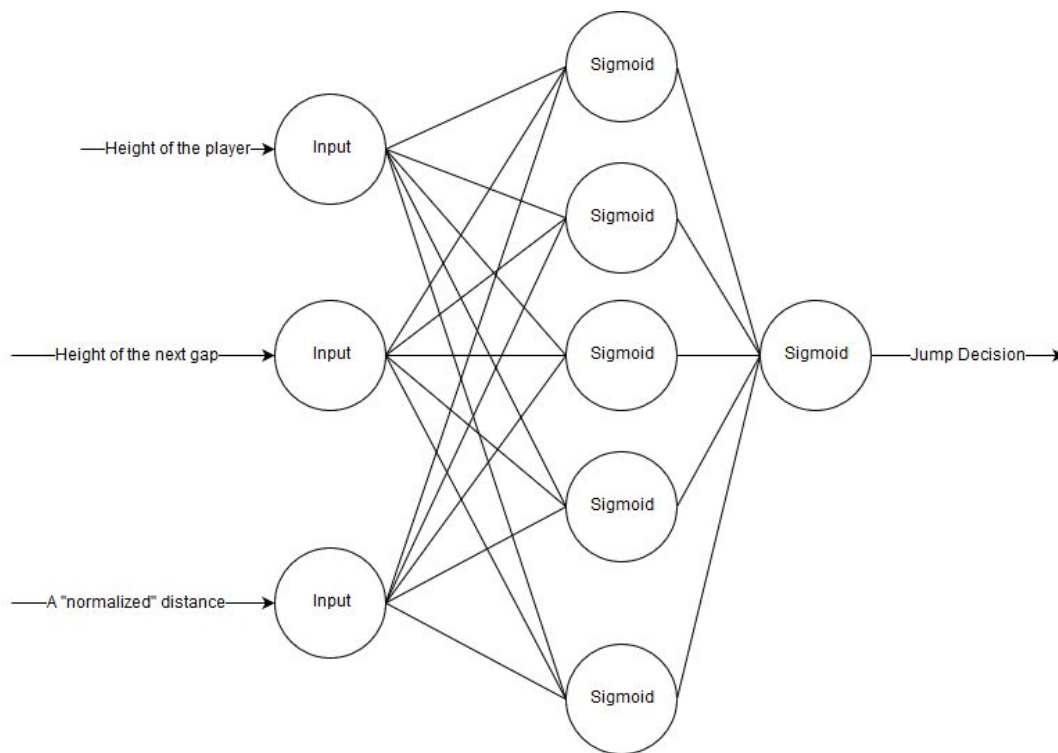 Sigmoid
Height of the player
Input
Sigmoid
Height of the next gap
Input
Sigmoid
Sigmoid
Jump Decision
Sigmoid
A "normalized" distance
Input
Sigmoid